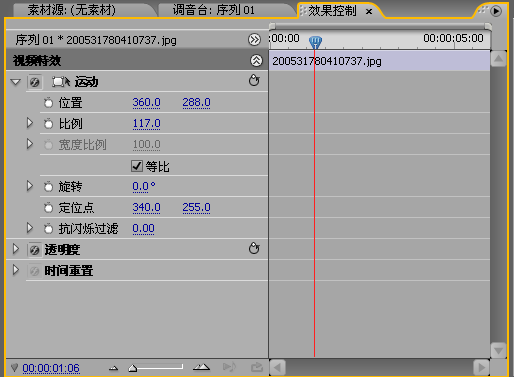 素材源: (无素材)
调音台: 序列 01
效果控制 ×
序列 01 * 200531780410737.jpg
:00:00
00:00:05:00
视频特效
200531780410737.jpg
运动
位置 360.0 288.0
比例 117.0
宽度比例 100.0
等比
旋转 0.0°
定位点 340.0 255.0
抗闪烁过滤 0.00
透明度
时间重置
00:00:01:06